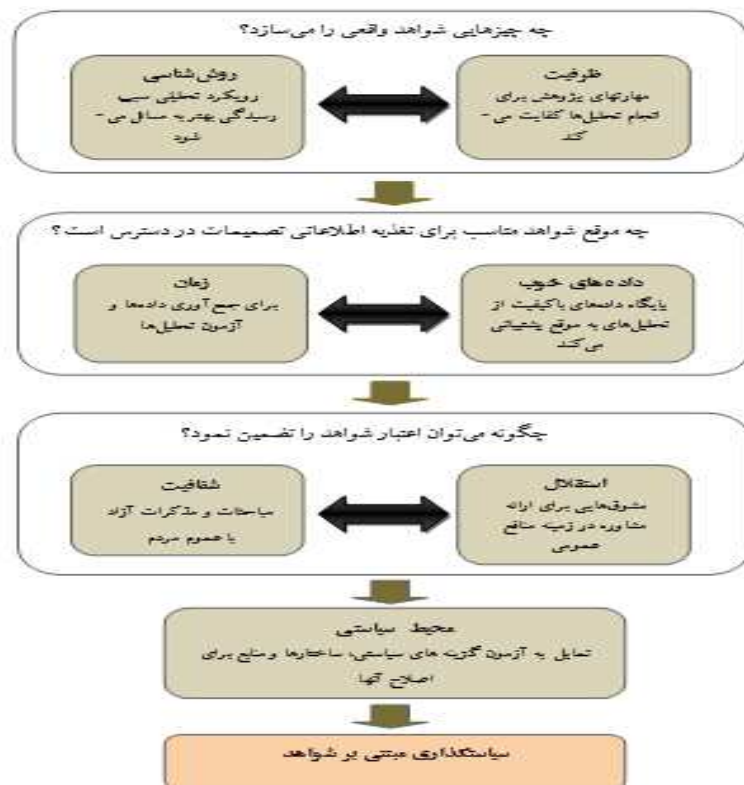 چه چیزهایی شواهد واقعی را می‌سازد؟
ظرفیت
مهارتهای پژوهش برای
انجام تحلیل‌ها کفایت می -
کند
روش‌شناسی
رویکرد تحلیلی سبب
رسیدگی بهتر به مسائل می -
شود
چه موقع شواهد مناسب برای تغذیه اطلاعاتی تصمیمات در دسترس است؟
داده‌های خوب
پایگاه داده‌های باکیفیت از
تحلیل‌های به موقع پشتیبانی
می‌کند
زمان
برای جمع‌آوری داده‌ها و
آزمون تحلیل‌ها
چگونه می‌توان اعتبار شواهد را تضمین نمود؟
استقلال
مشوق‌هایی برای ارائه
مشاوره در زمینه منافع
عمومی
شفافیت
مباحثات و مذکرات آزاد
با عموم مردم
محیط سیاستی
تمایل به آزمون گزینه های سیاستی، ساختارها و منابع برای
اصلاح آنها
سیاستگذاری مبتنی بر شواهد